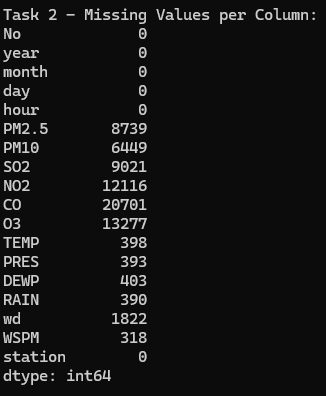 Task 2 - Missing Values per Column:
No 0
year 0
month 0
day 0
hour 0
PM2.5 8739
PM10 6449
SO2 9021
NO2 12116
CO 20701
O3 13277
TEMP 398
PRES 393
DEWP 403
RAIN 390
wd 1822
WSPM 318
station 0
dtype: int64